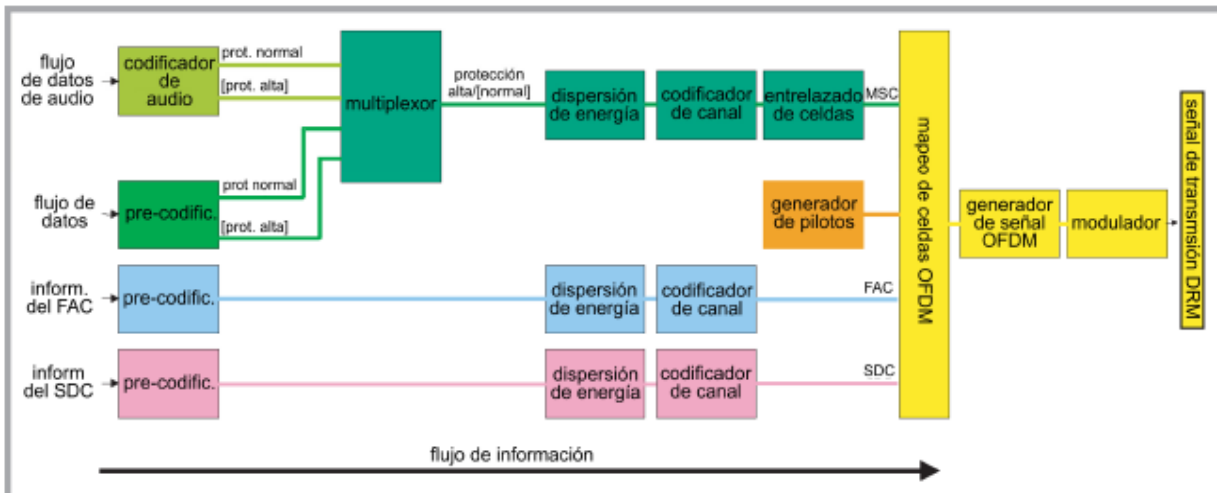 flujo
de datos
de audio
codificador
de
audio
prot. normal
[prot. alta]
multiplexor
protección
alta/[normal]
dispersión
de energía
codificador
de canal
entrelazado
de celdas
MSC
mapeo de celdas OFDM
flujo de
datos
pre-codific.
prot normal
[prot. alta]
generador
de pilotos
generador
de señal
OFDM
modulador
señal de transmsión DRM
inform.
del FAC
pre-codific.
dispersión
de energía
codificador
de canal
FAC
inform
del SDC
pre-codific.
dispersión
de energía
codificador
de canal
SDC
flujo de información